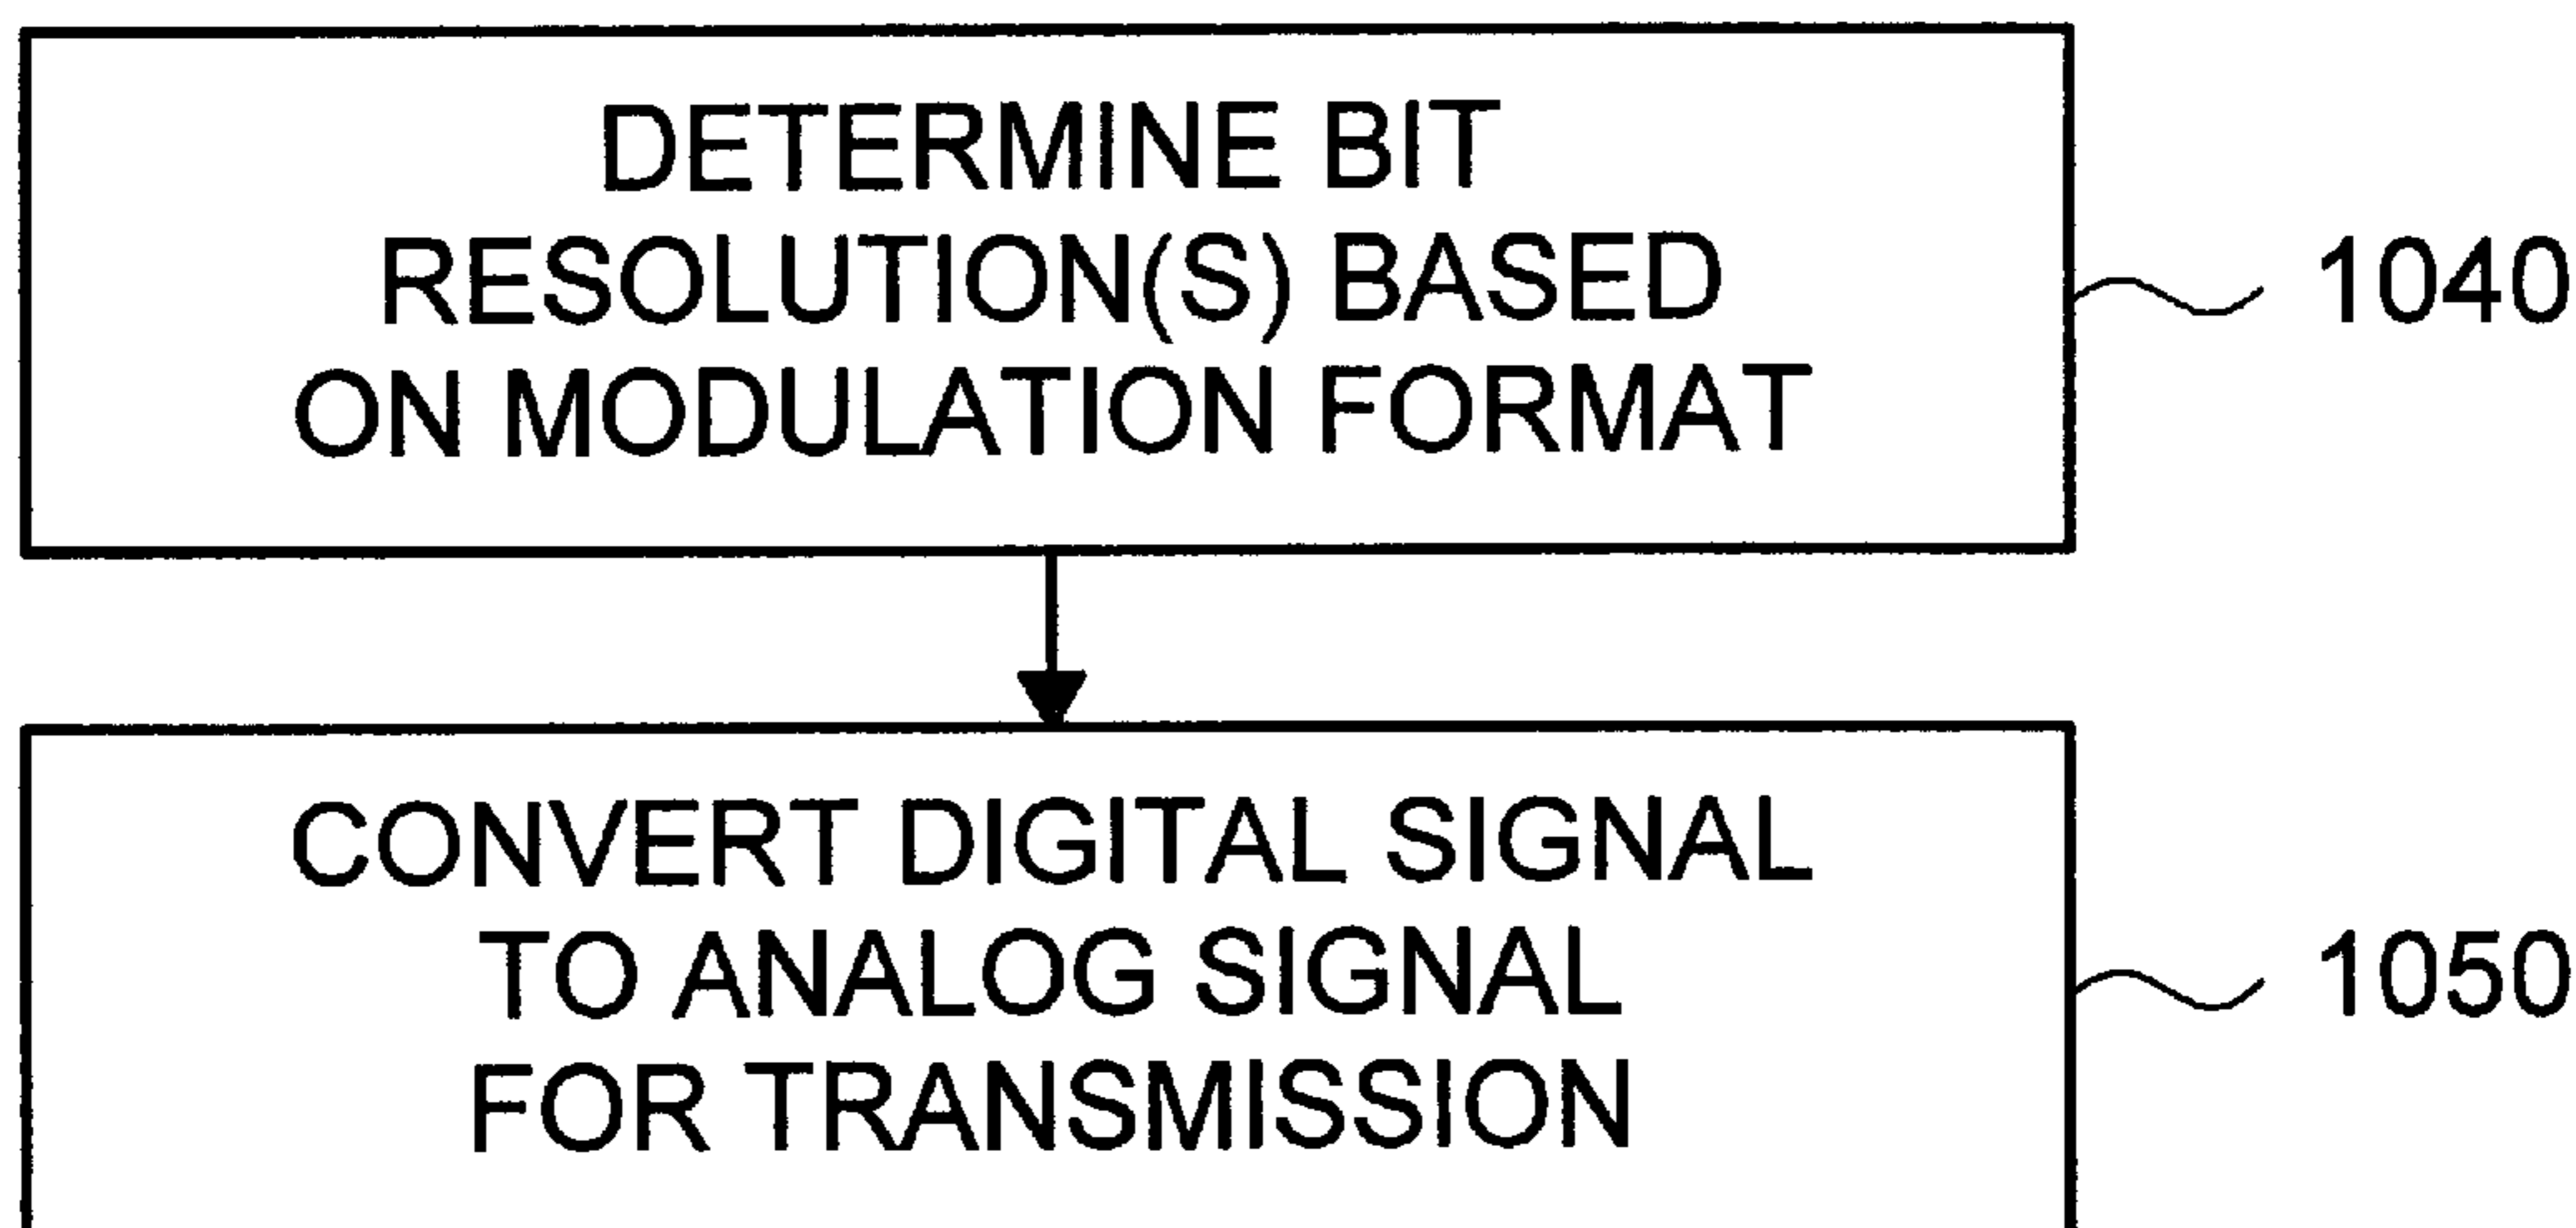 DETERMINE BIT
RESOLUTION(S) BASED
ON MODULATION FORMAT
1040
CONVERT DIGITAL SIGNAL
TO ANALOG SIGNAL
FOR TRANSMISSION
1050